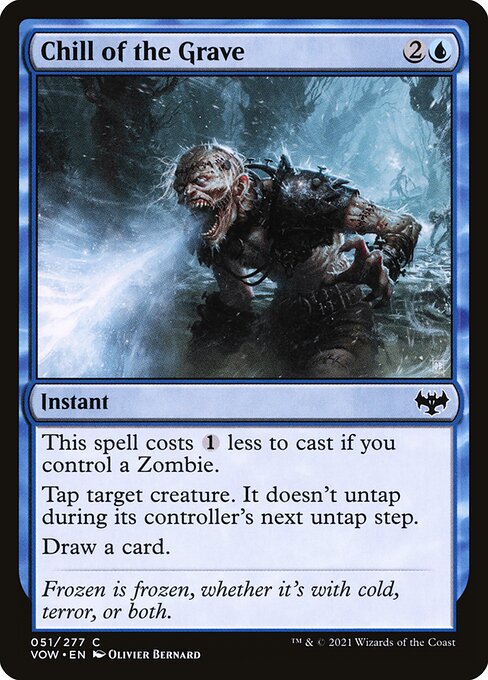 Chill of the Grave 2
Instant
This spell costs 1 less to cast if you
control a Zombie.
Tap target creature. It doesn't untap
during its controller's next untap step.
Draw a card.
Frozen is frozen, whether it's with cold,
terror, or both.
051/277 C
VOW • EN Olivier Bernard
™ & © 2021 Wizards of the Coast